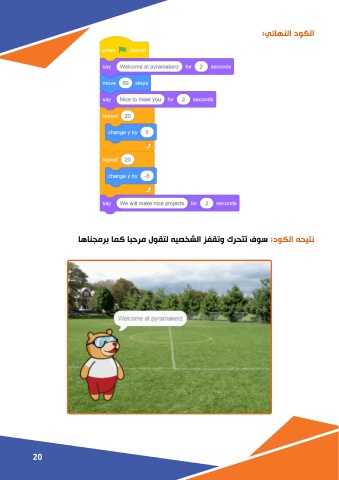 الكود النهائي:
when clicked
say Welcome at pyramakerz for 2 seconds
move 50 steps
say Nice to meet you for 2 seconds
repeat 20
change y by 5
repeat 20
change y by -5
say We will make nice projects for 2 seconds
نتيجه الكود: سوف تتحرك وتقفز الشخصيه لتقول مرحبا كما برمجناها
Welcome at pyramakerz
20